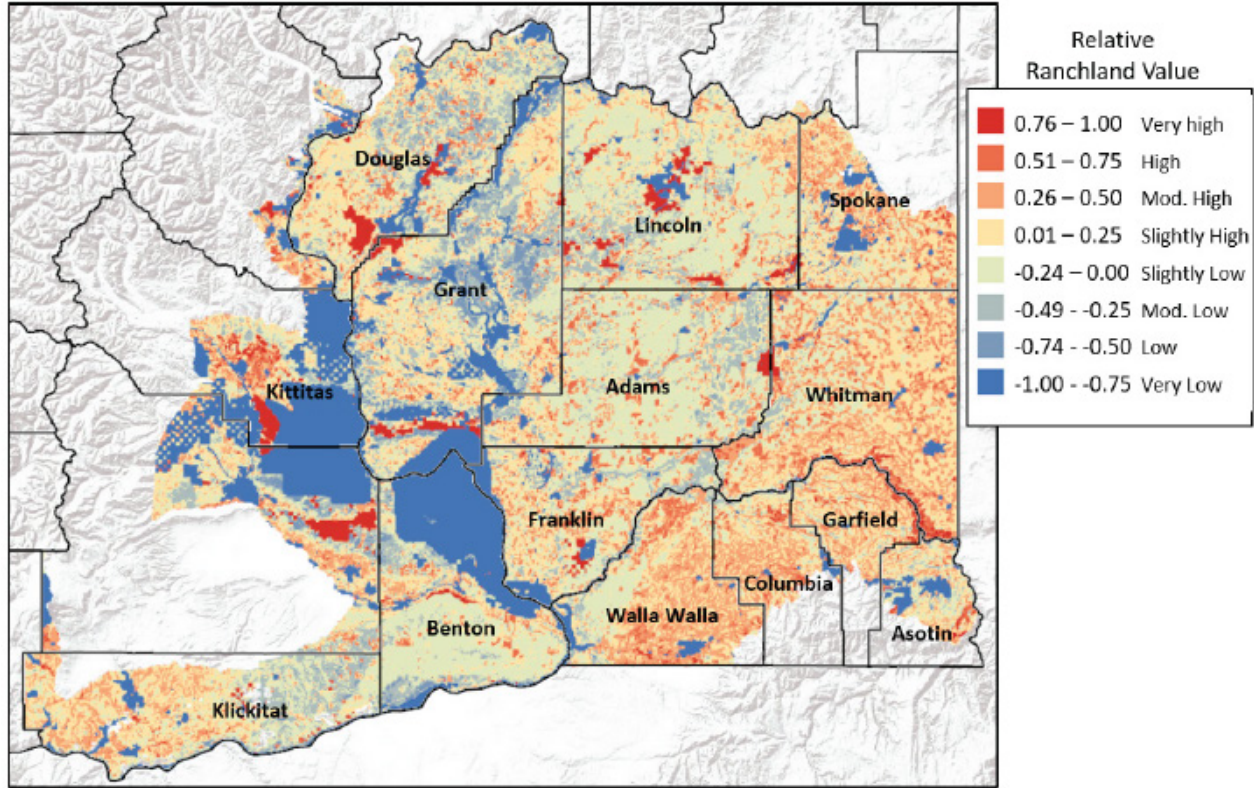 Relative
Ranchland Value
0.76 – 1.00 Very high
0.51 – 0.75 High
0.26 – 0.50 Mod. High
0.01 – 0.25 Slightly High
-0.24 – 0.00 Slightly Low
-0.49 - -0.25 Mod. Low
-0.74 - -0.50 Low
-1.00 - -0.75 Very Low
Douglas
Lincoln
Spokane
Grant
Kittitas
Adams
Whitman
Franklin
Garfield
Columbia
Walla Walla
Benton
Asotin
Klickitat